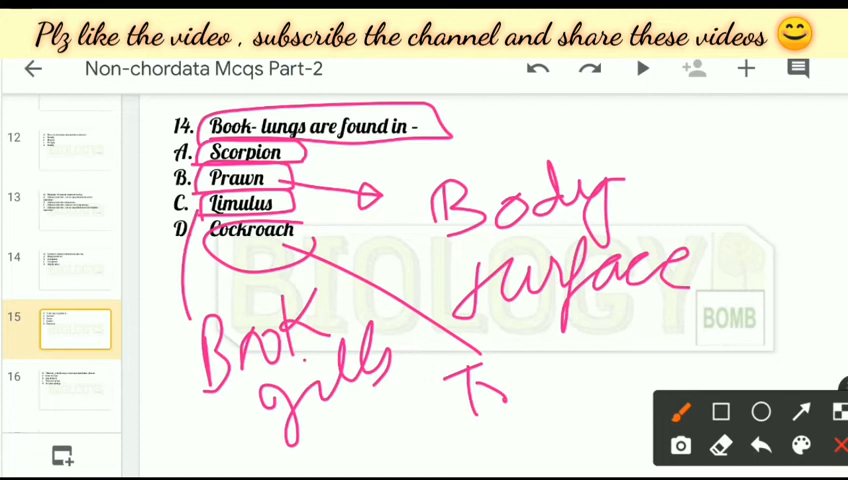 Plz like the video , subscribe the channel and share these videos 😊
Non-chordata Mcqs Part-2
12
13
14
15
16
14. Book- lungs are found in -
A. Scorpion
B. Prawn
C. Limulus
D Cockroach
Body
surface
Book
gills
Tr
BIOLOGY
BOMB